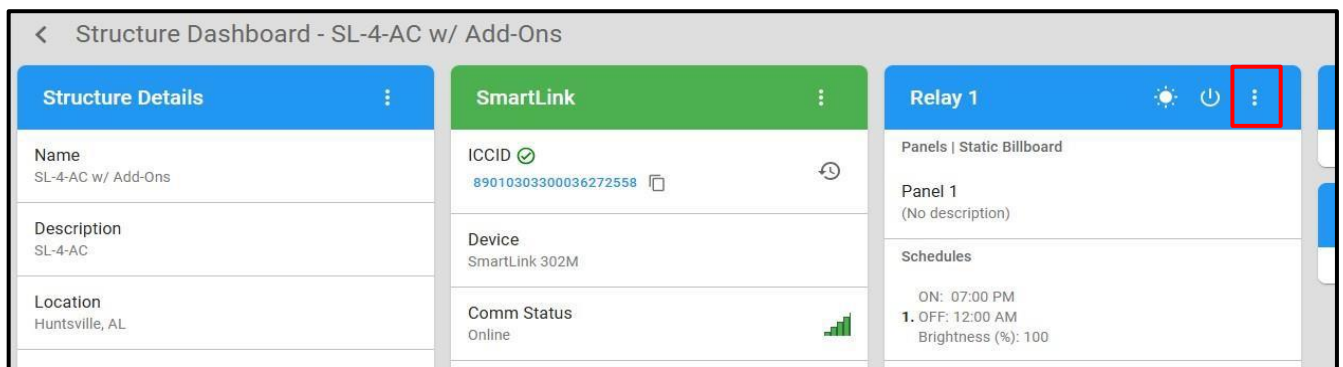 Structure Dashboard - SL-4-AC w/ Add-Ons
Structure Details
Name
SL-4-AC w/ Add-Ons
Description
SL-4-AC
Location
Huntsville, AL
SmartLink
ICCID
89010303300036272558
Device
SmartLink 302M
Comm Status
Online
Relay 1
Panels | Static Billboard
Panel 1
(No description)
Schedules
ON: 07:00 PM
1. OFF: 12:00 AM
Brightness (%): 100